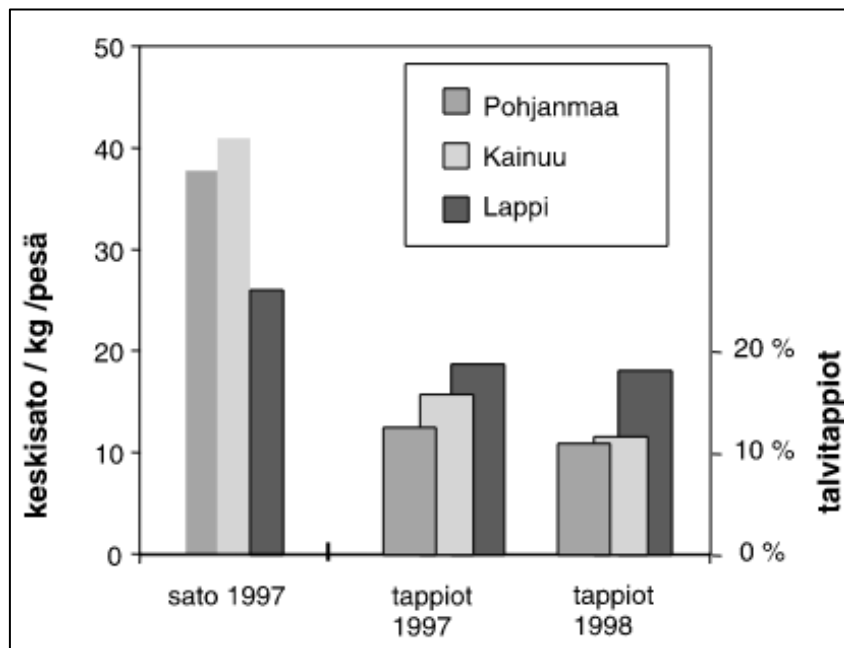 50
40
30
20
10
0
keskisato / kg /pesä
Pohjanmaa
Kainuu
Lappi
20 %
10 %
0 %
talvitappiot
sato 1997
tappiot
1997
tappiot
1998